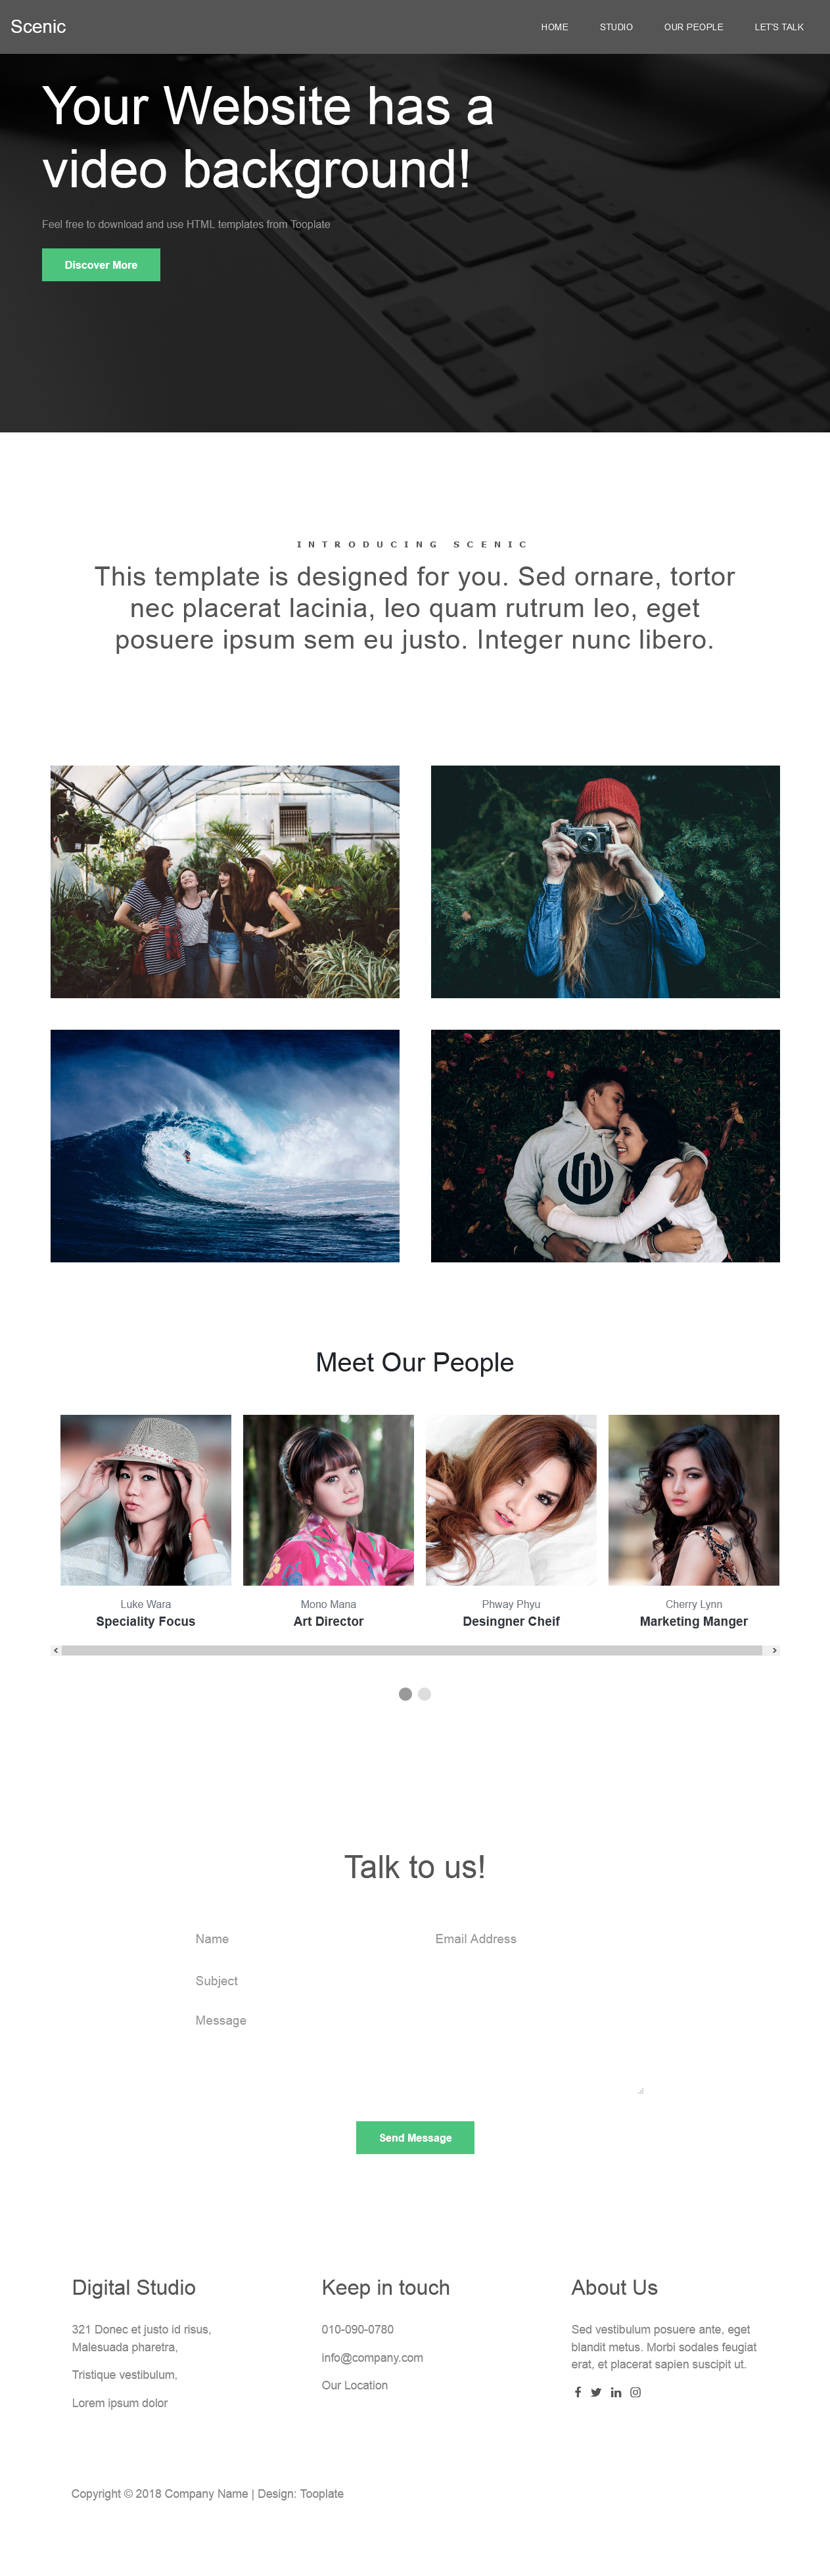 Scenic
HOME
STUDIO
OUR PEOPLE
LET'S TALK
Your Website has a
video background!
Feel free to download and use HTML templates from Tooplate
Discover More
INTRODUCING SCENIC
This template is designed for you. Sed ornare, tortor
nec placerat lacinia, leo quam rutrum leo, eget
posuere ipsum sem eu justo. Integer nunc libero.
Meet Our People
Luke Wara
Speciality Focus
Mono Mana
Art Director
Phway Phyu
Desingner Cheif
Cherry Lynn
Marketing Manger
Talk to us!
Name
Email Address
Subject
Message
Send Message
Digital Studio
321 Donec et justo id risus,
Malesuada pharetra,
Tristique vestibulum,
Lorem ipsum dolor
Keep in touch
010-090-0780
info@company.com
Our Location
About Us
Sed vestibulum posuere ante, eget
blandit metus. Morbi sodales feugiat
erat, et placerat sapien suscipit ut.
Copyright © 2018 Company Name | Design: Tooplate